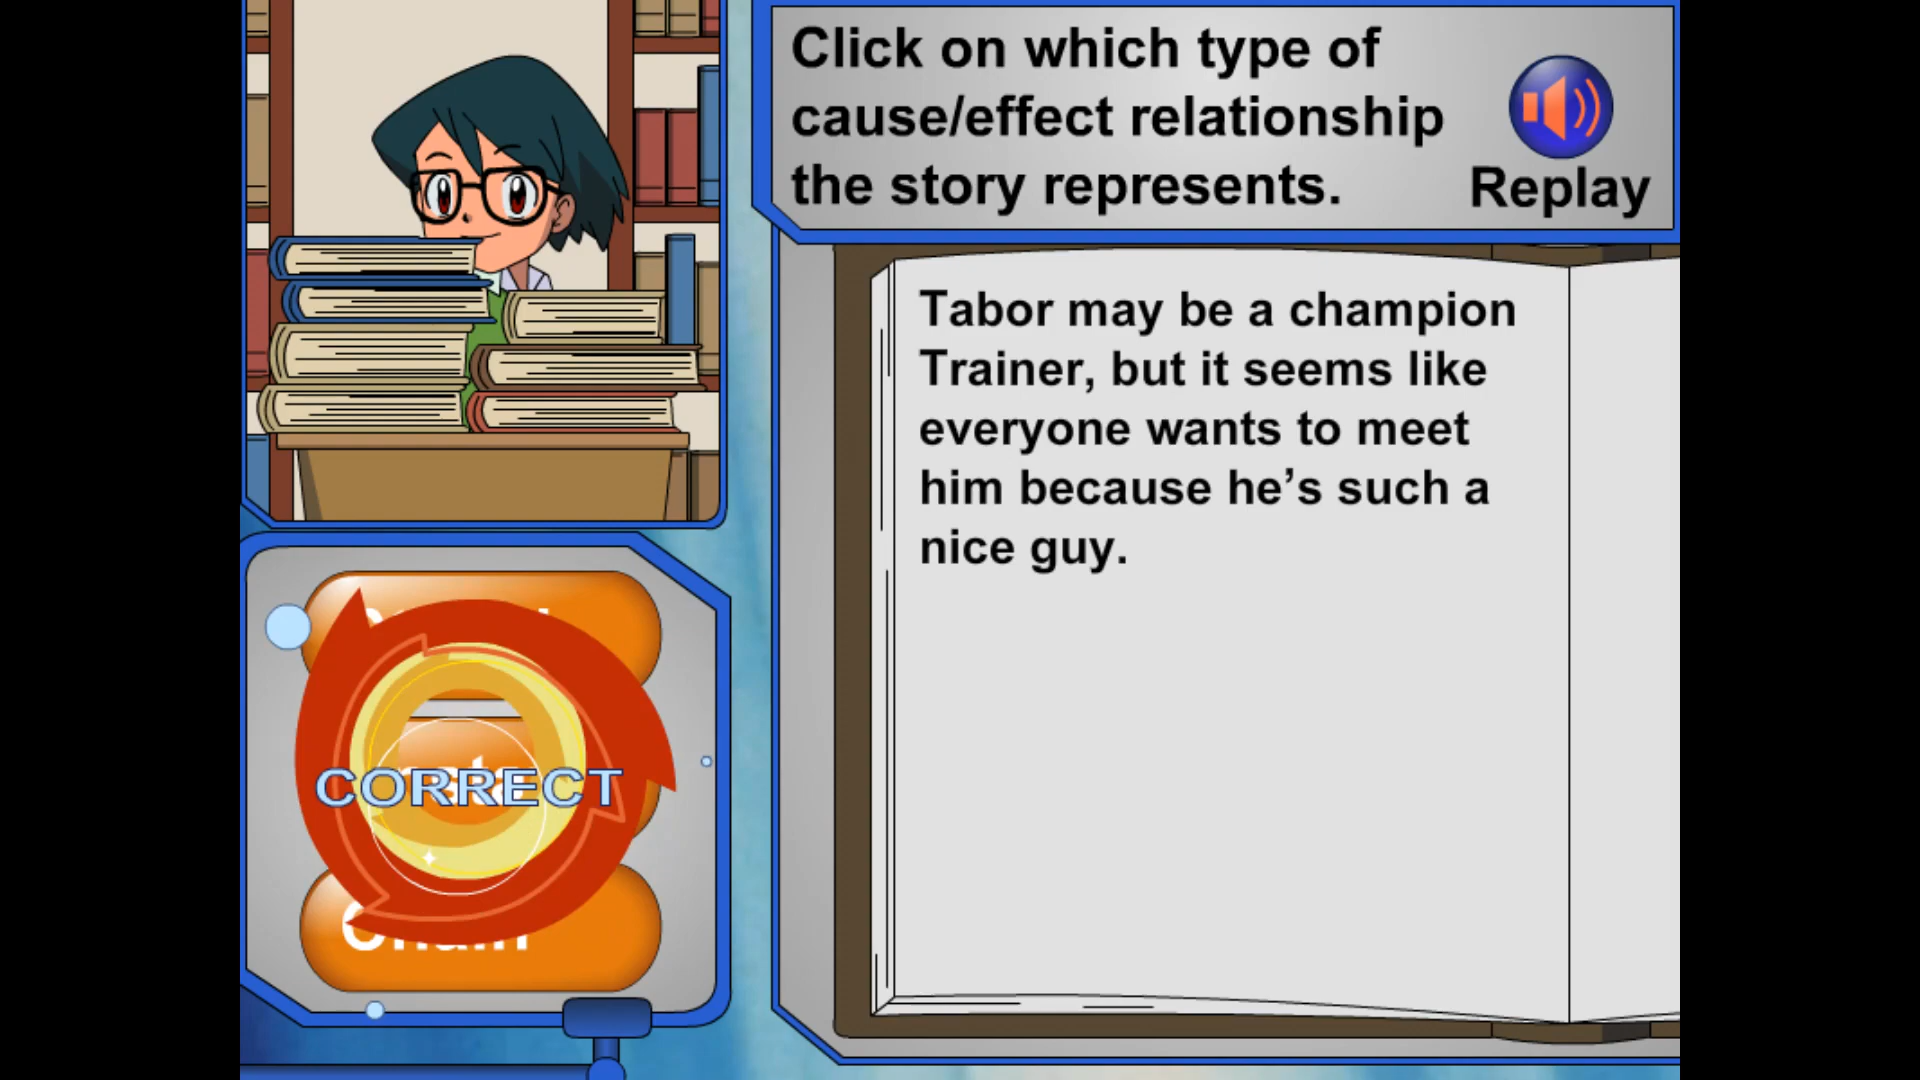 Click on which type of
cause/effect relationship
the story represents.
Replay
Tabor may be a champion
Trainer, but it seems like
everyone wants to meet
him because he’s such a
nice guy.
CORRECT
Chain